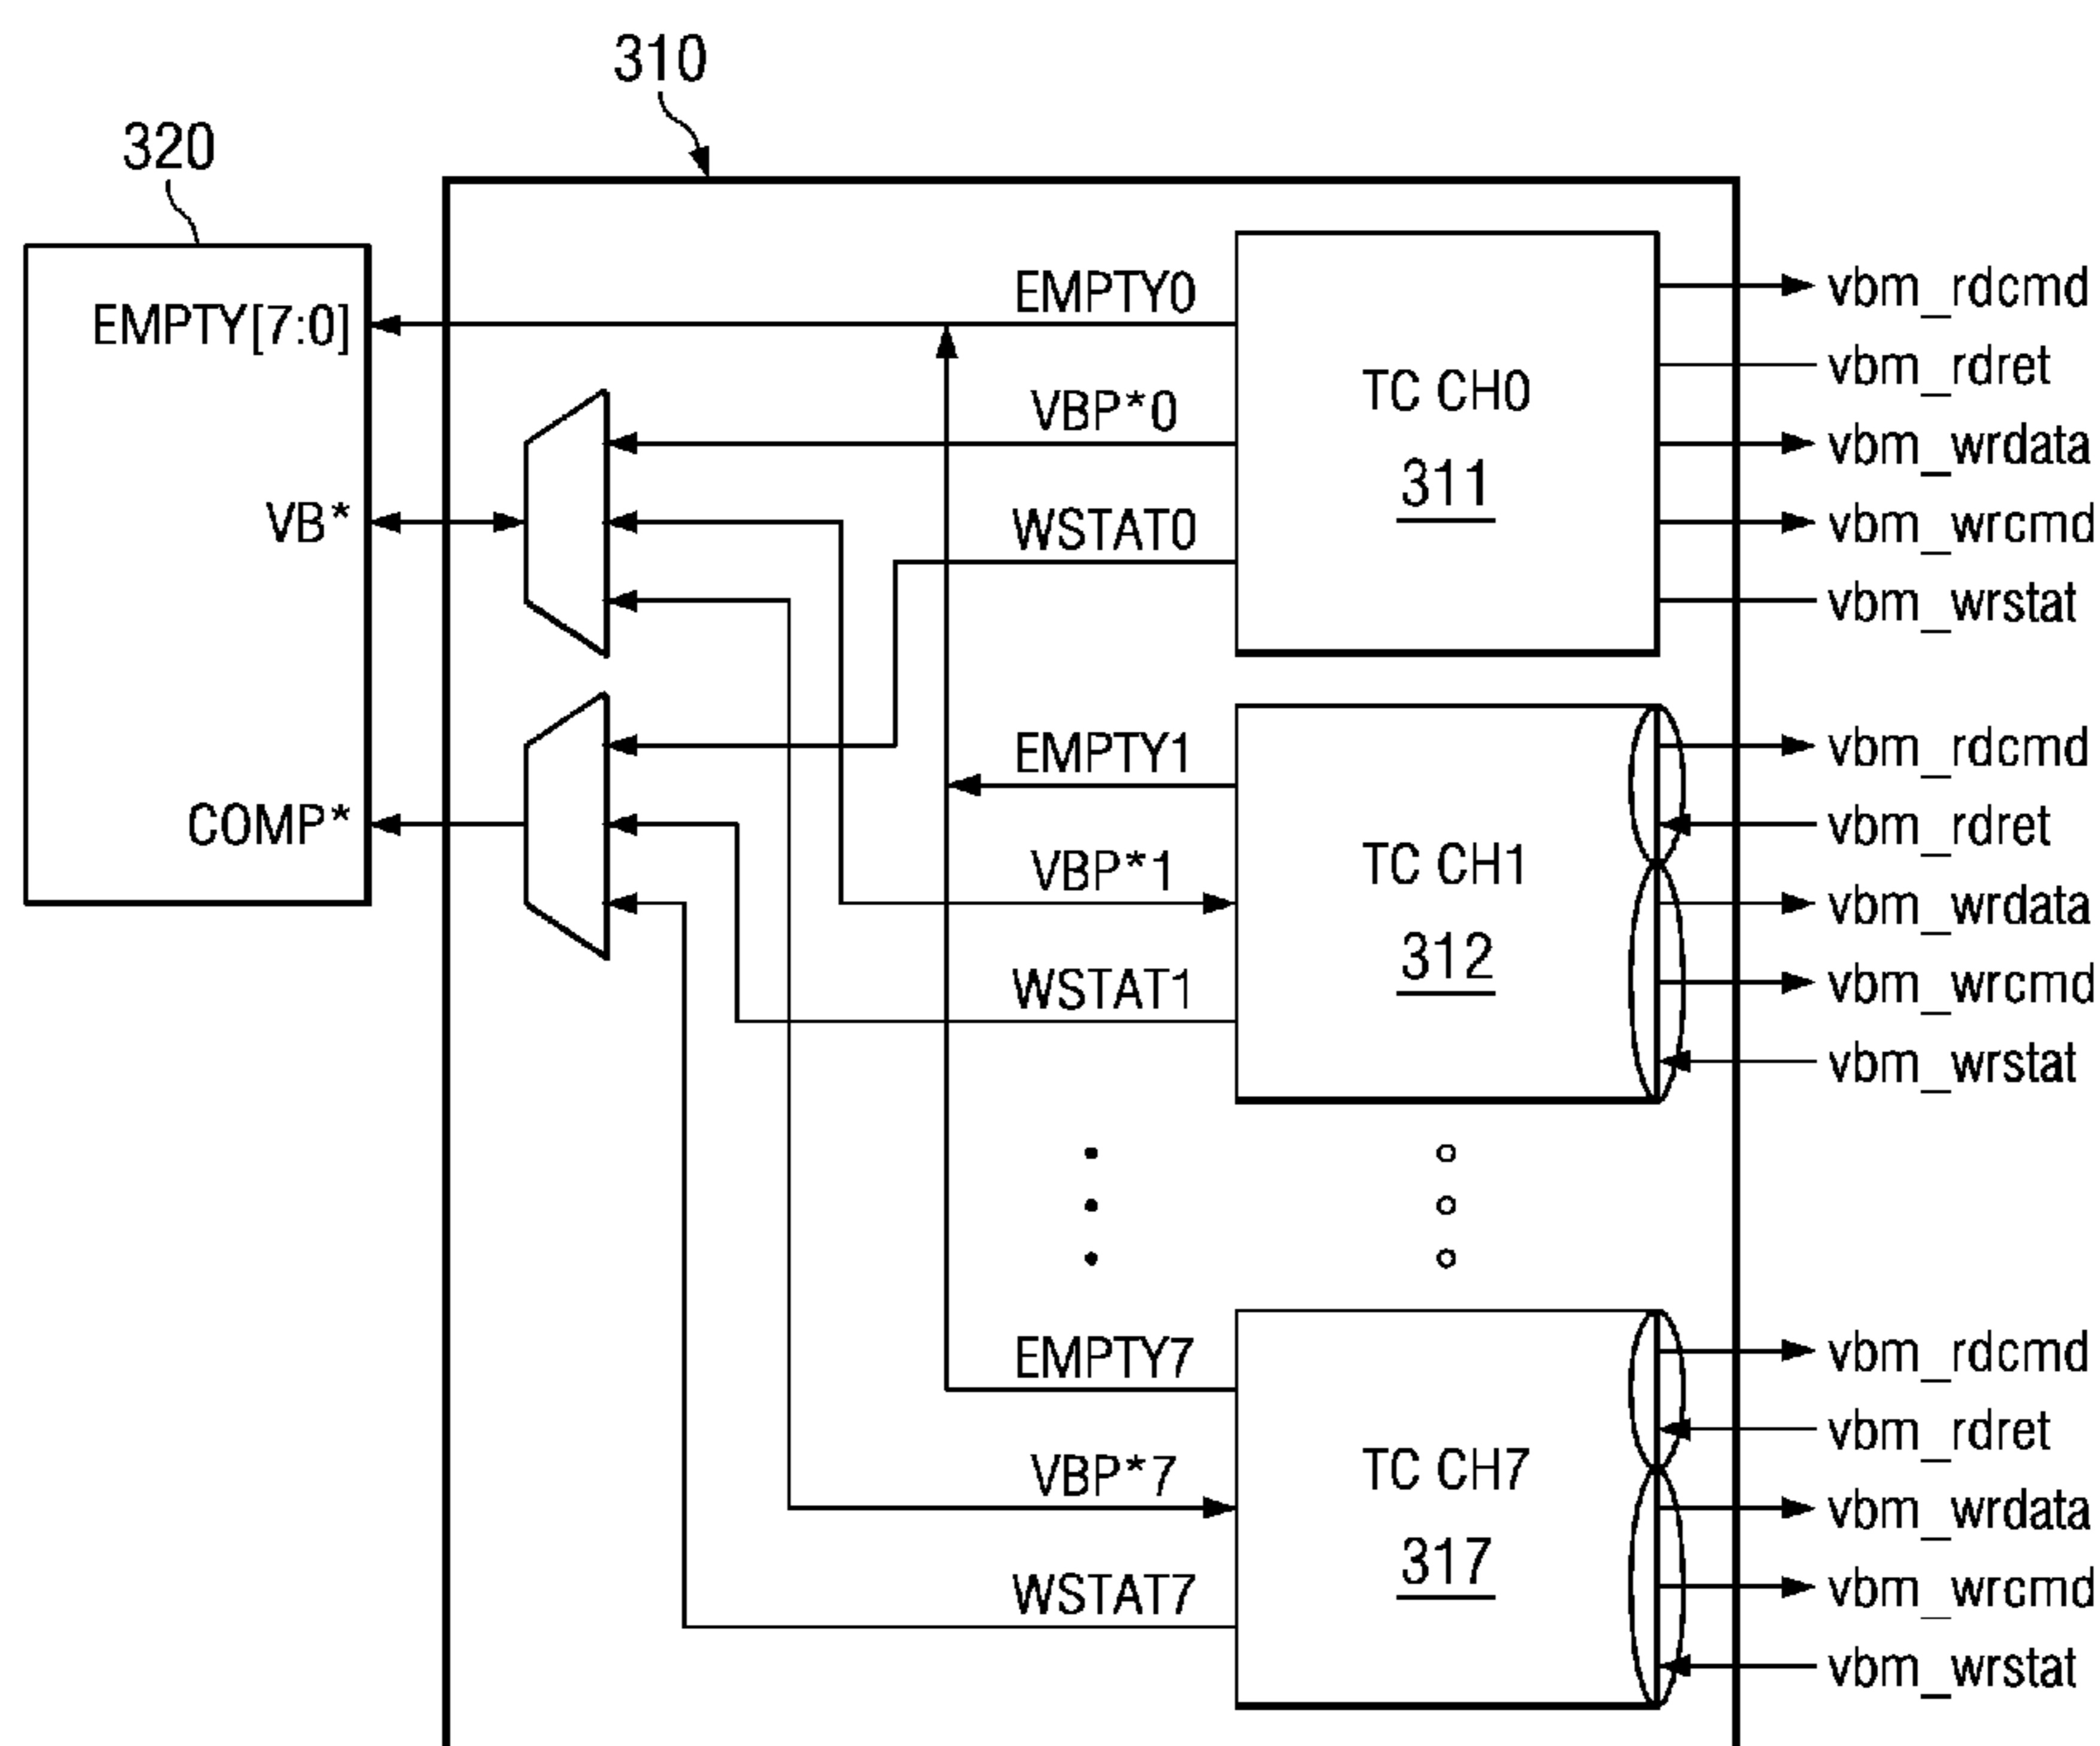 310
320
EMPTY[7:0]
VB*
COMP*
EMPTY0
VBP*0
WSTAT0
TC CH0
311
vbm_rdcmd
vbm_rdret
vbm_wrdata
vbm_wrcmd
vbm_wrstat
EMPTY1
VBP*1
WSTAT1
TC CH1
312
vbm_rdcmd
vbm_rdret
vbm_wrdata
vbm_wrcmd
vbm_wrstat
EMPTY7
VBP*7
WSTAT7
TC CH7
317
vbm_rdcmd
vbm_rdret
vbm_wrdata
vbm_wrcmd
vbm_wrstat